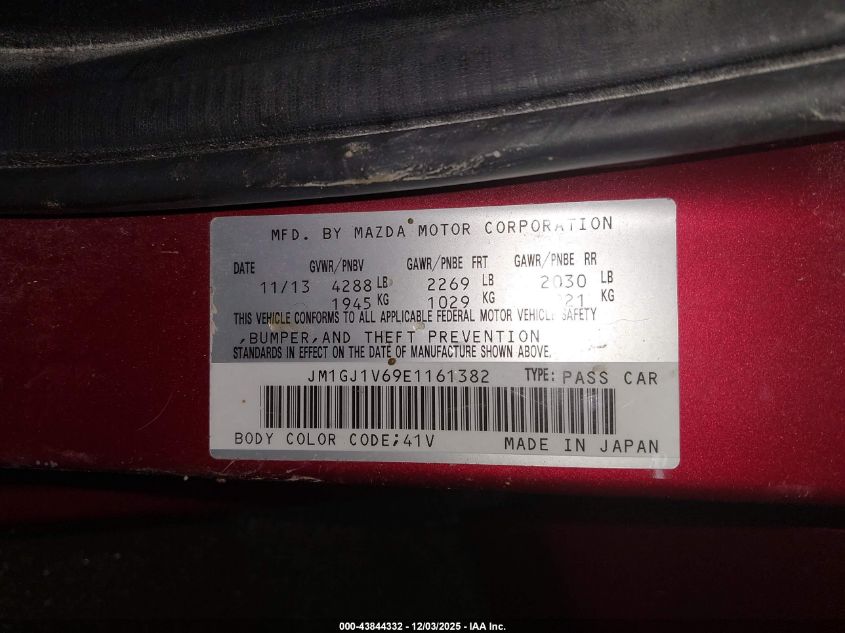 MFD. BY MAZDA MOTOR CORPORATION
DATE GVWR/PNBV GAWR/PNBE FRT GAWR/PNBE RR
11/13 4288 LB 2269 LB 2030 LB
1945 KG 1029 KG 921 KG
THIS VEHICLE CONFORMS TO ALL APPLICABLE FEDERAL MOTOR VEHICLE SAFETY
,BUMPER,AND THEFT PREVENTION
STANDARDS IN EFFECT ON THE DATE OF MANUFACTURE SHOWN ABOVE.
JM1GJ1V69E1161382 TYPE: PASS CAR
BODY COLOR CODE;41V MADE IN JAPAN
000-43844332 - 12/03/2025 - IAA Inc.